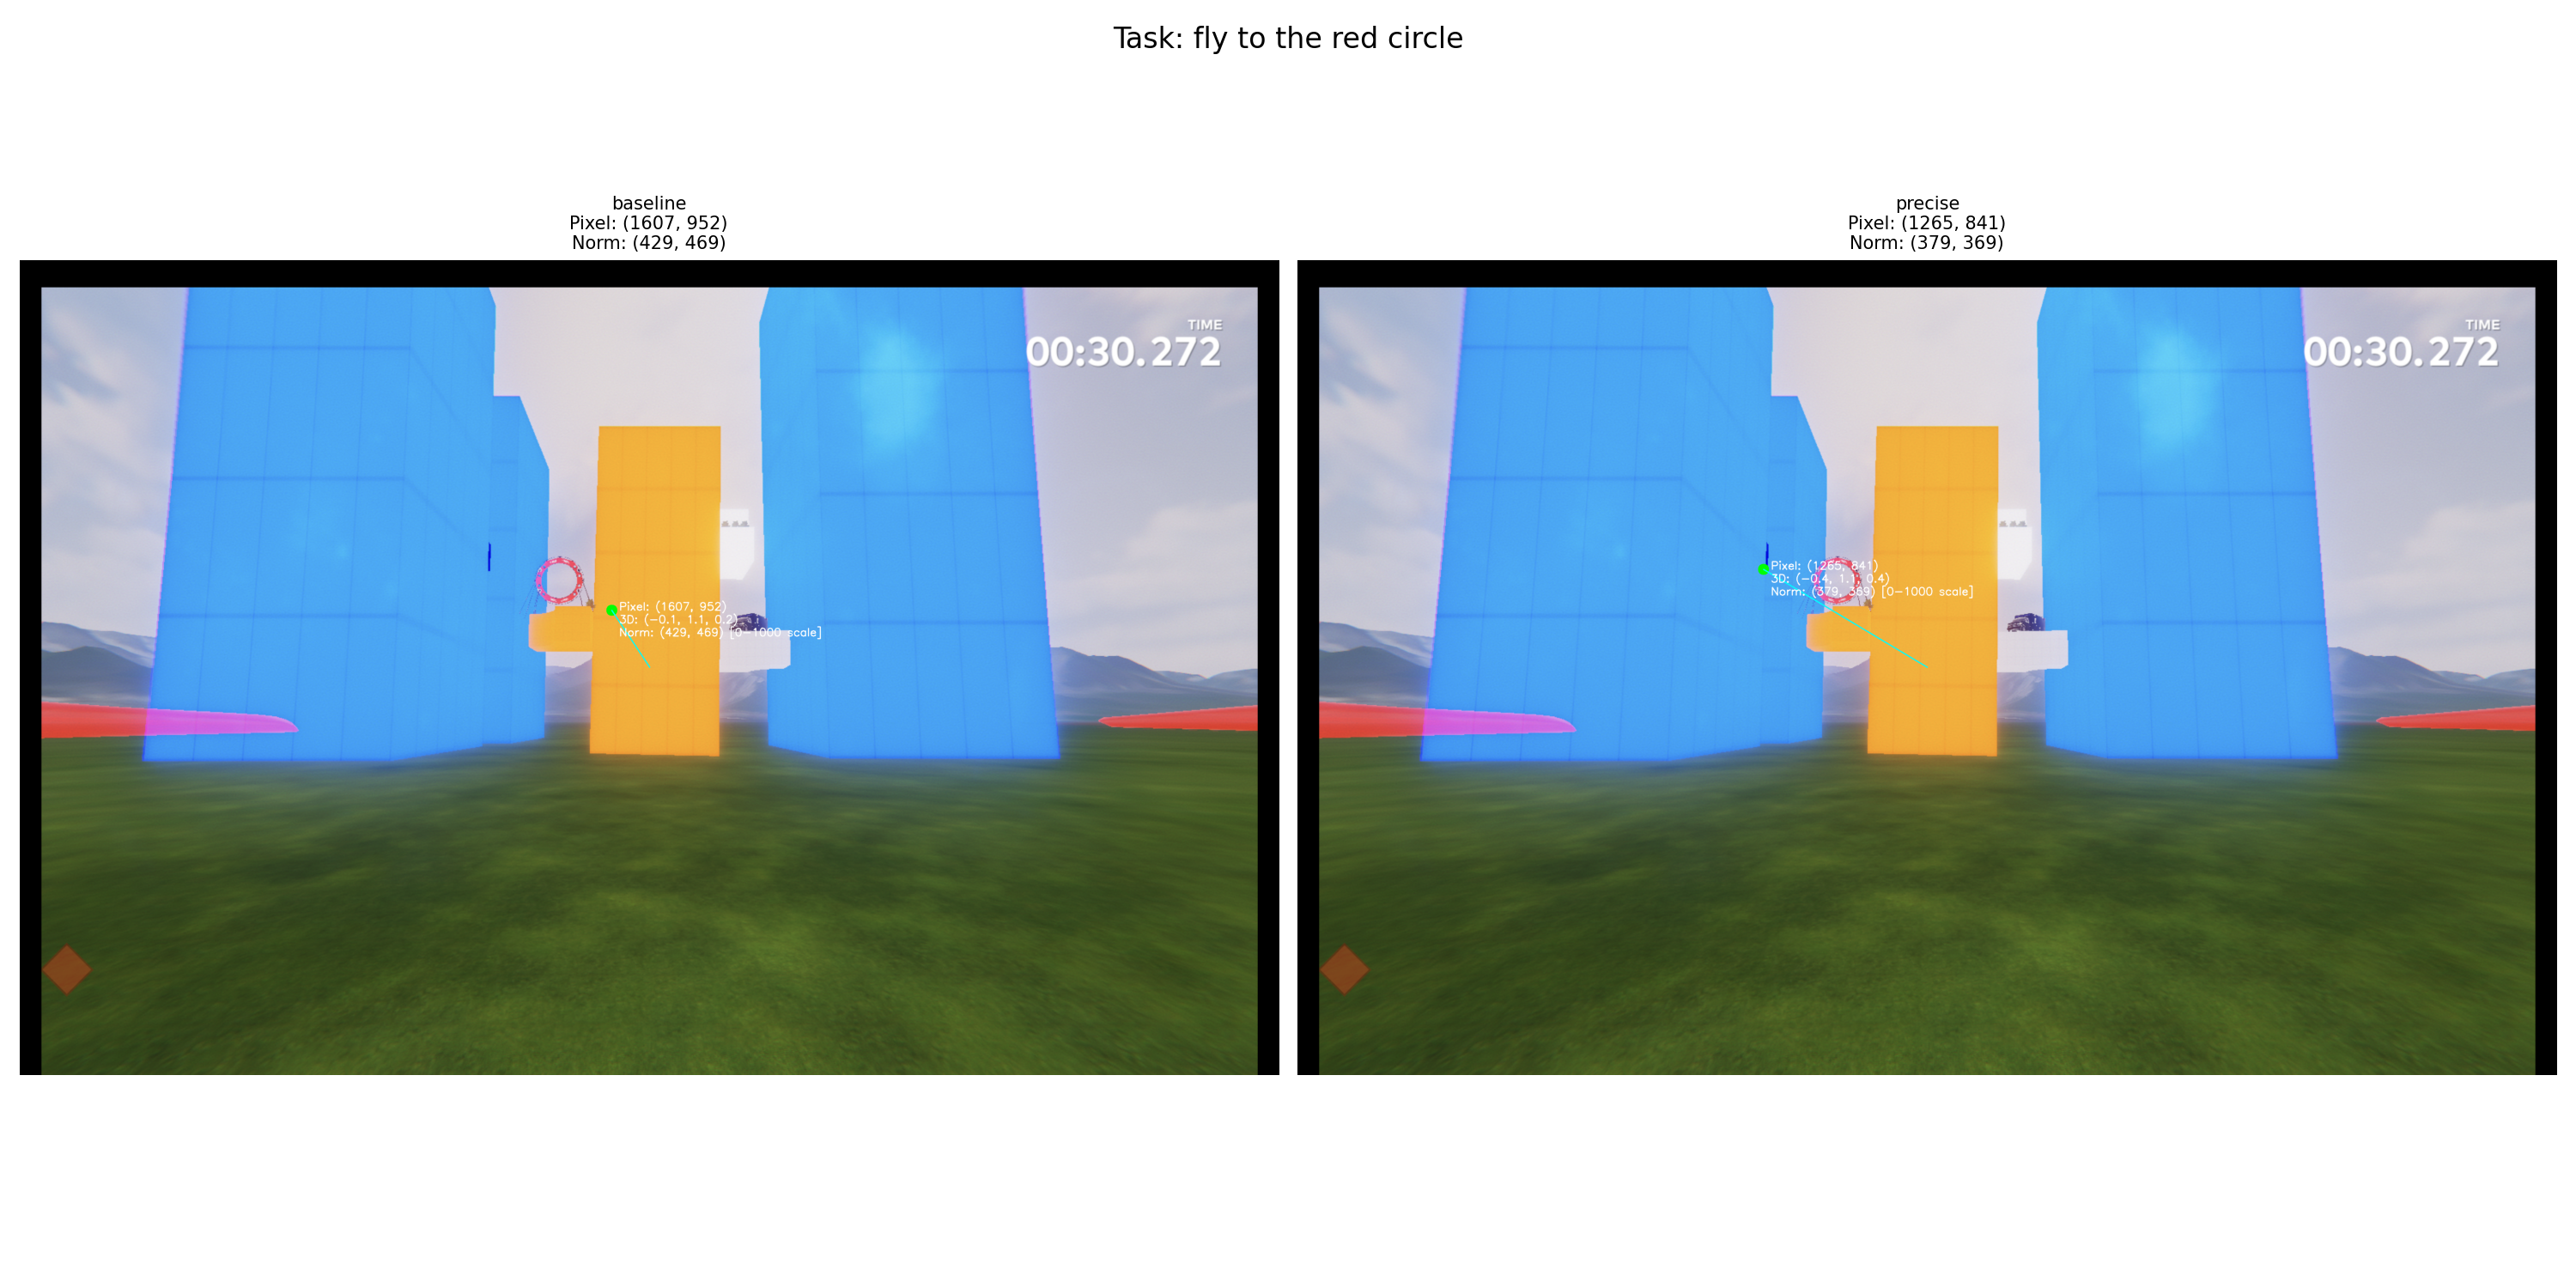 Task: fly to the red circle
baseline
Pixel: (1607, 952)
Norm: (429, 469)
TIME
00:30.272
Pixel: (1607, 952)
3D: (−0.1, 1.1, 0.2)
Norm: (429, 469) [0−1000 scale]
precise
Pixel: (1265, 841)
Norm: (379, 369)
TIME
00:30.272
Pixel: (1265, 841)
3D: (−0.4, 1.1, 0.4)
Norm: (379, 369) [0−1000 scale]